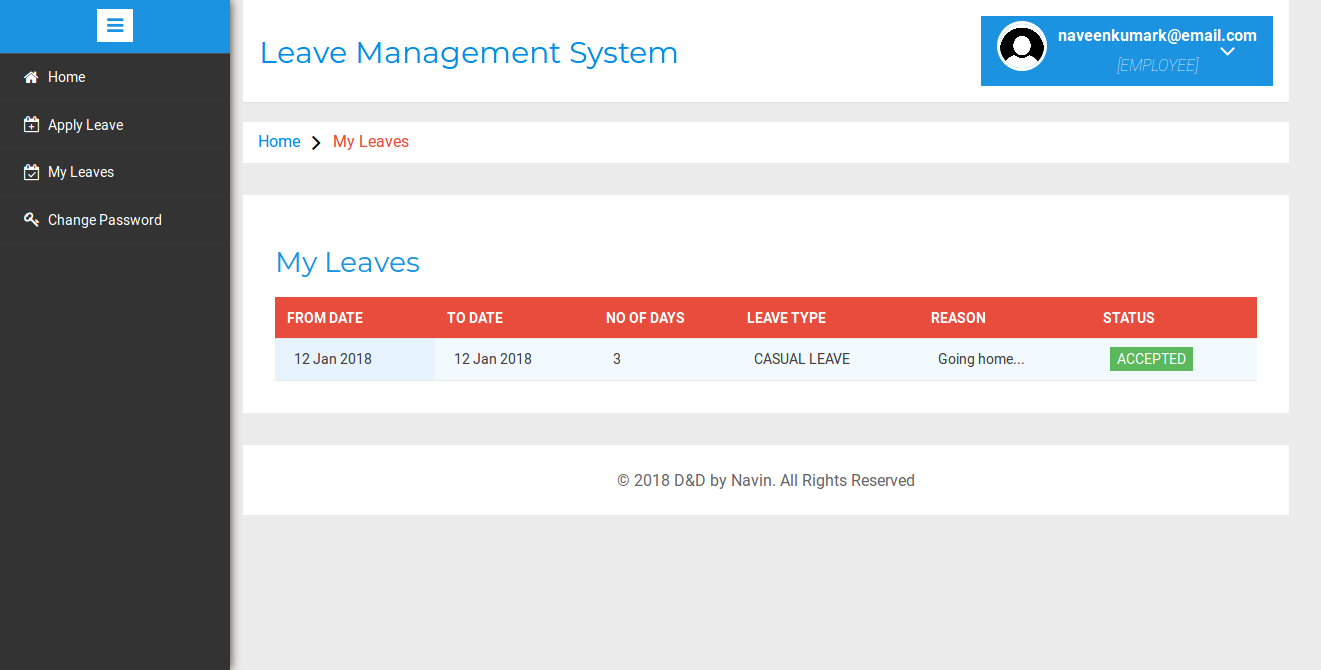 Home
Apply Leave
My Leaves
Change Password
Leave Management System
naveenkumark@email.com
[EMPLOYEE]
Home My Leaves
My Leaves
FROM DATE TO DATE NO OF DAYS LEAVE TYPE REASON STATUS
12 Jan 2018 12 Jan 2018 3 CASUAL LEAVE Going home... ACCEPTED
© 2018 D&D by Navin. All Rights Reserved